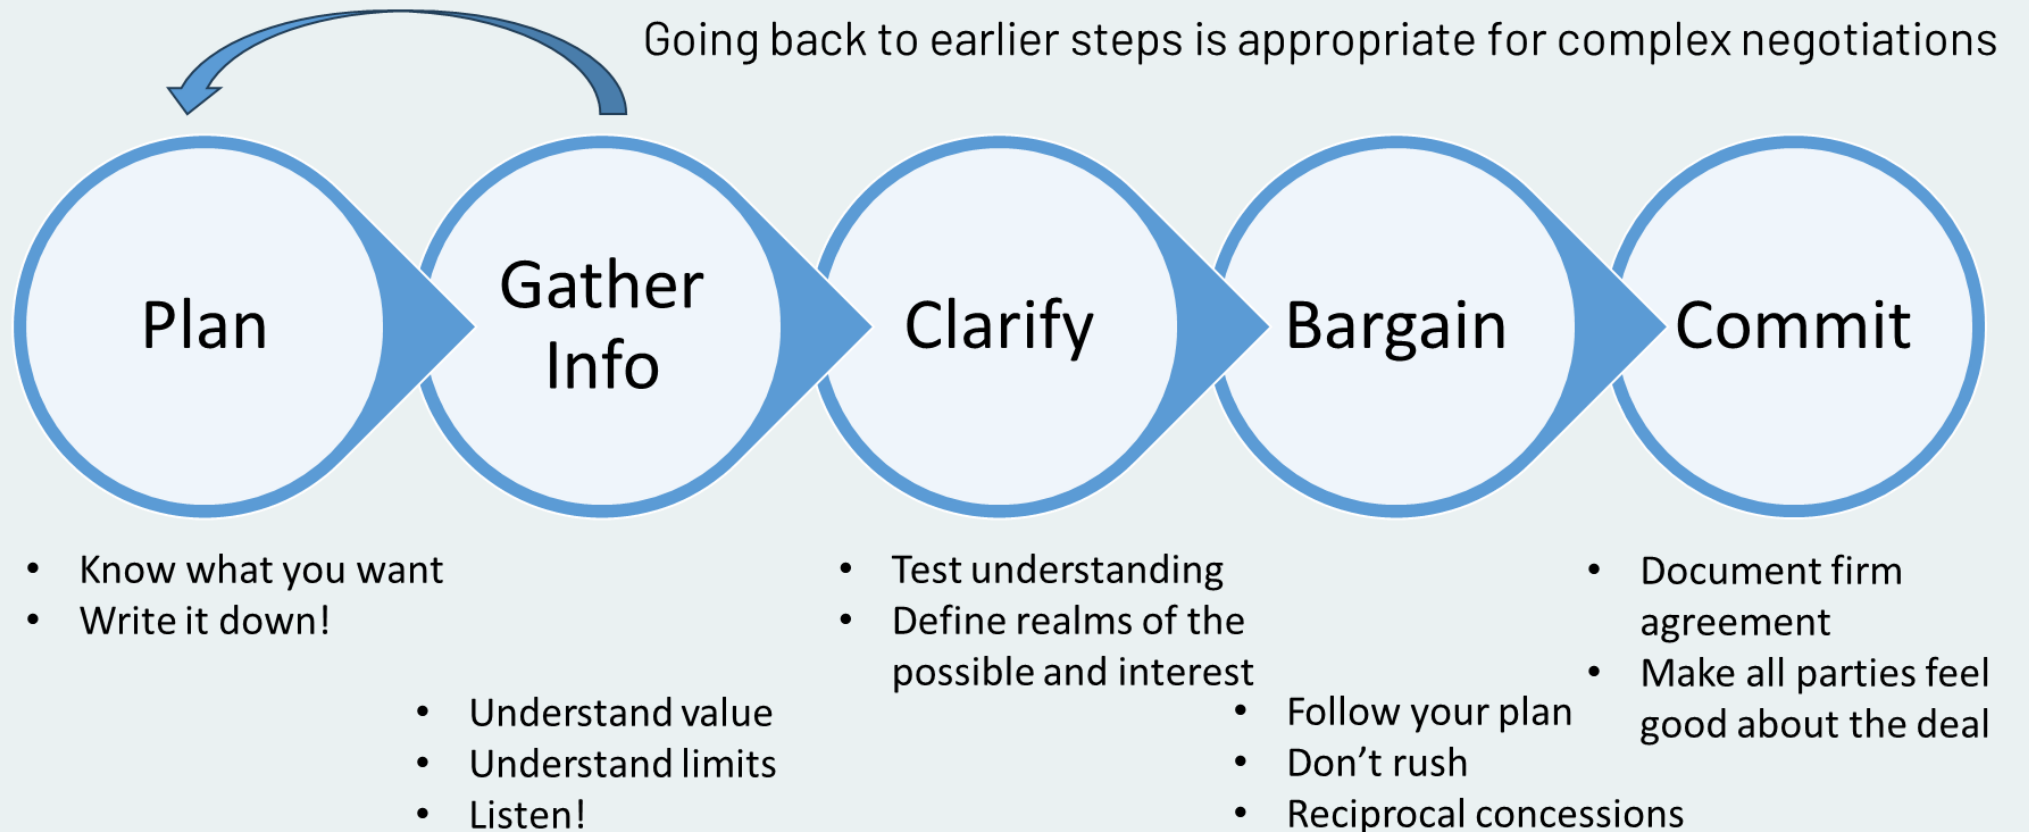 Going back to earlier steps is appropriate for complex negotiations
Plan
Gather
Info
Clarify
Bargain
Commit
• Know what you want
• Write it down!
• Understand value
• Understand limits
• Listen!
• Test understanding
• Define realms of the
possible and interest
• Follow your plan
• Don’t rush
• Reciprocal concessions
• Document firm
agreement
• Make all parties feel
good about the deal